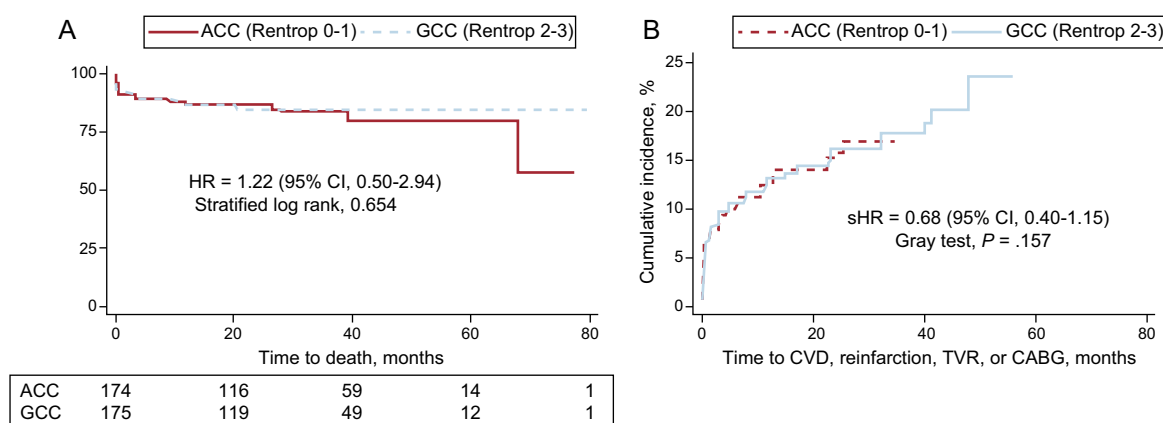 A
ACC (Rentrop 0-1) GCC (Rentrop 2-3)
100
75
50
25
0
HR = 1.22 (95% CI, 0.50-2.94)
Stratified log rank, 0.654
0 20 40 60 80
Time to death, months
ACC 174 116 59 14 1
GCC 175 119 49 12 1
B
ACC (Rentrop 0-1) GCC (Rentrop 2-3)
Cumulative incidence, %
25
20
15
10
5
0
sHR = 0.68 (95% CI, 0.40-1.15)
Gray test, P = .157
0 20 40 60 80
Time to CVD, reinfarction, TVR, or CABG, months